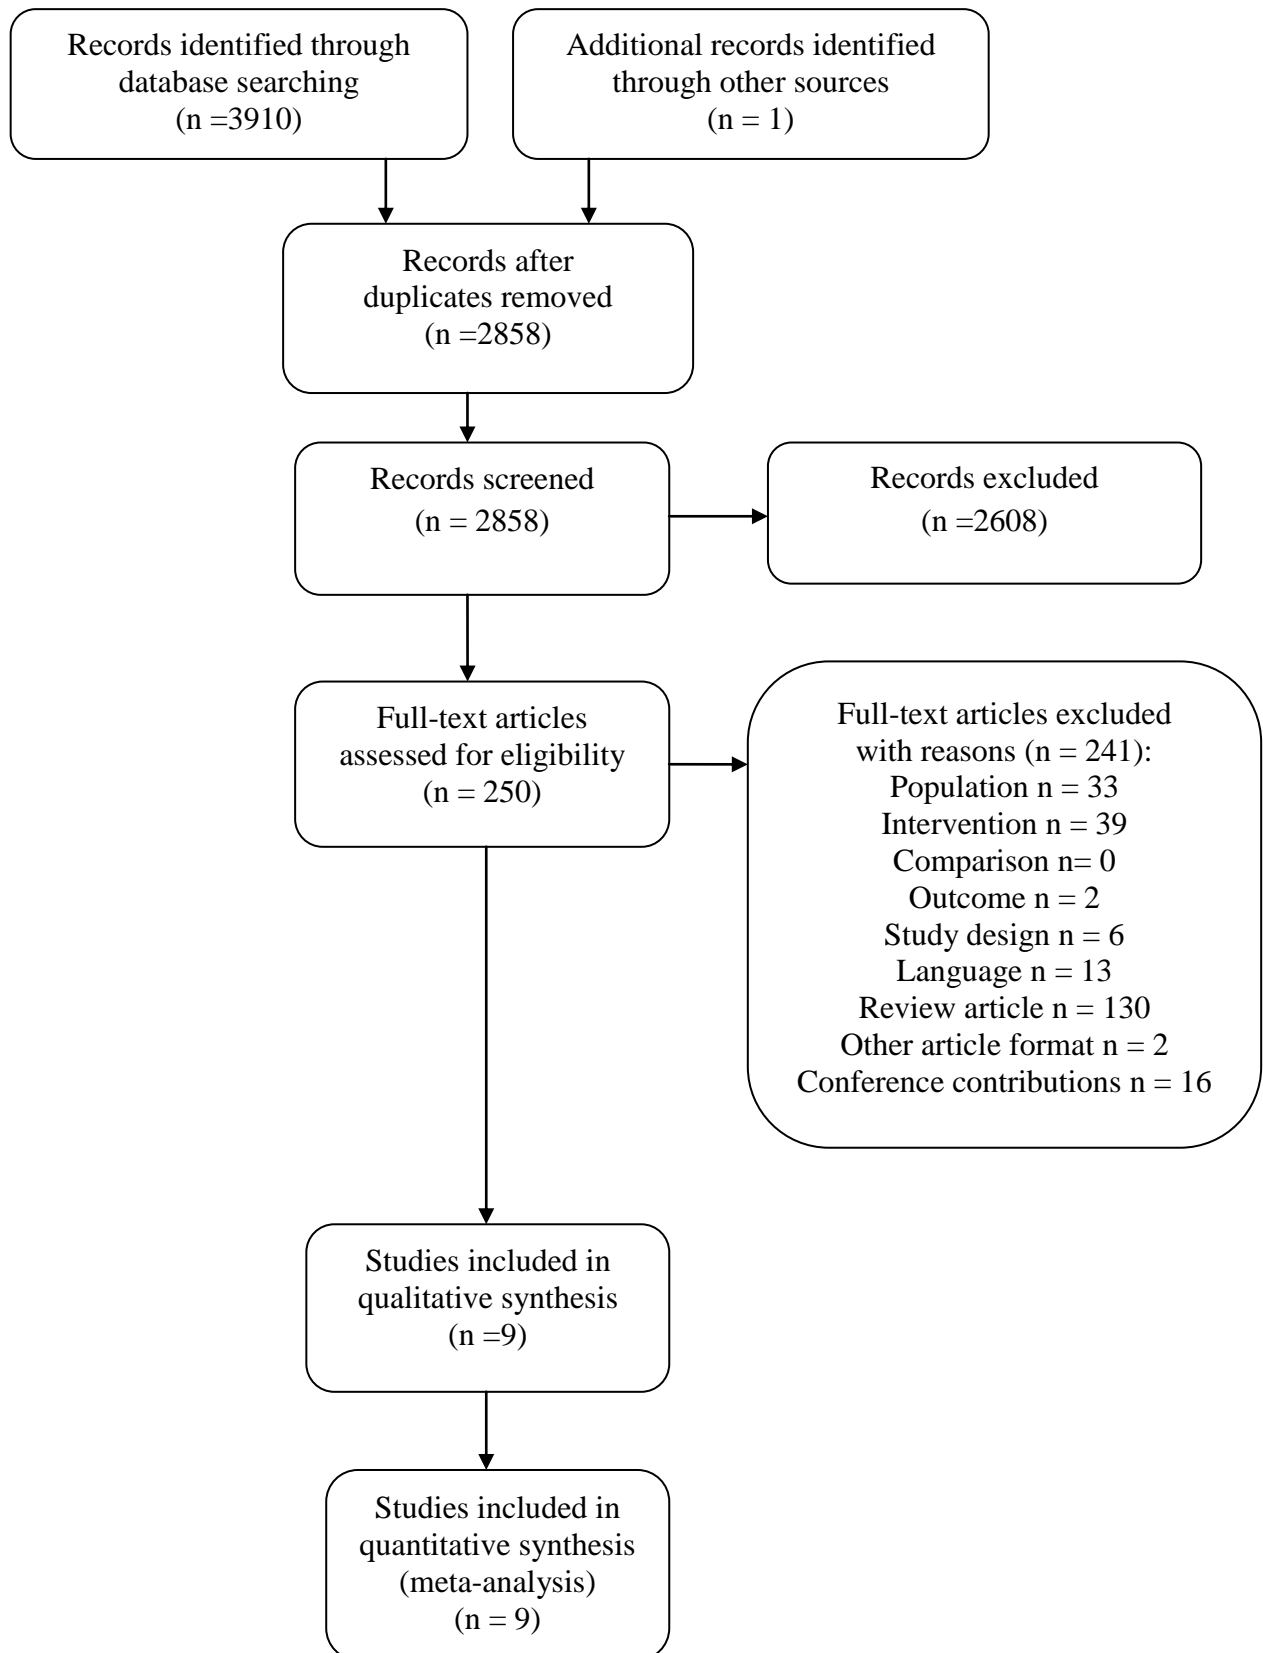 Records identified through
database searching
(n =3910)
Additional records identified
through other sources
(n = 1)
Records after
duplicates removed
(n =2858)
Records screened
(n = 2858)
Records excluded
(n =2608)
Full-text articles
assessed for eligibility
(n = 250)
Full-text articles excluded
with reasons (n = 241):
Population n = 33
Intervention n = 39
Comparison n= 0
Outcome n = 2
Study design n = 6
Language n = 13
Review article n = 130
Other article format n = 2
Conference contributions n = 16
Studies included in
qualitative synthesis
(n =9)
Studies included in
quantitative synthesis
(meta-analysis)
(n = 9)